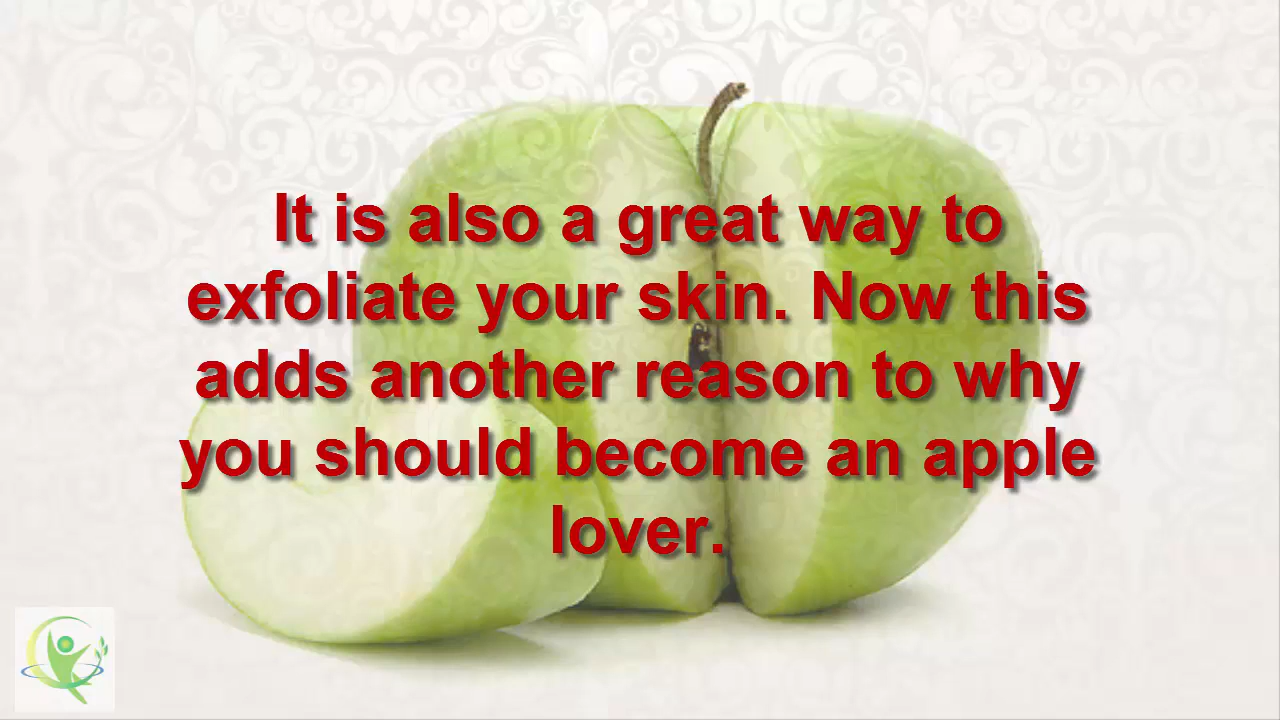 It is also a great way to
exfoliate your skin. Now this
adds another reason to why
you should become an apple
lover.